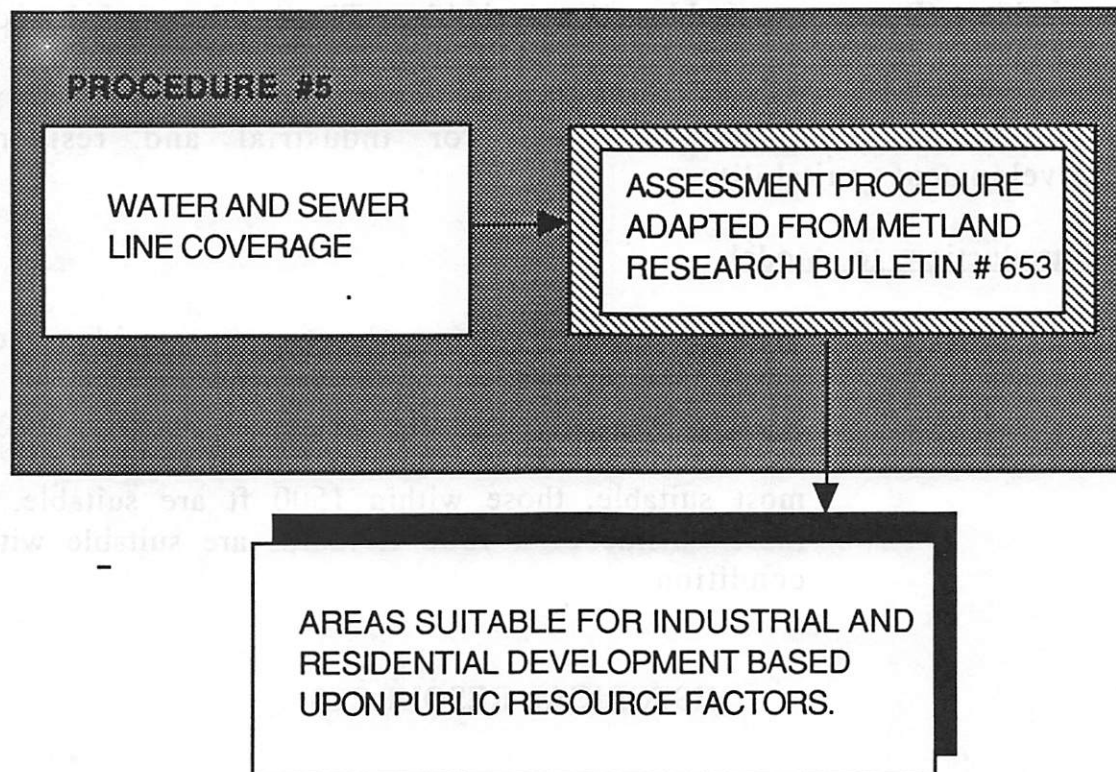 PROCEDURE #5
WATER AND SEWER
LINE COVERAGE
ASSESSMENT PROCEDURE
ADAPTED FROM METLAND
RESEARCH BULLETIN # 653
AREAS SUITABLE FOR INDUSTRIAL AND
RESIDENTIAL DEVELOPMENT BASED
UPON PUBLIC RESOURCE FACTORS.